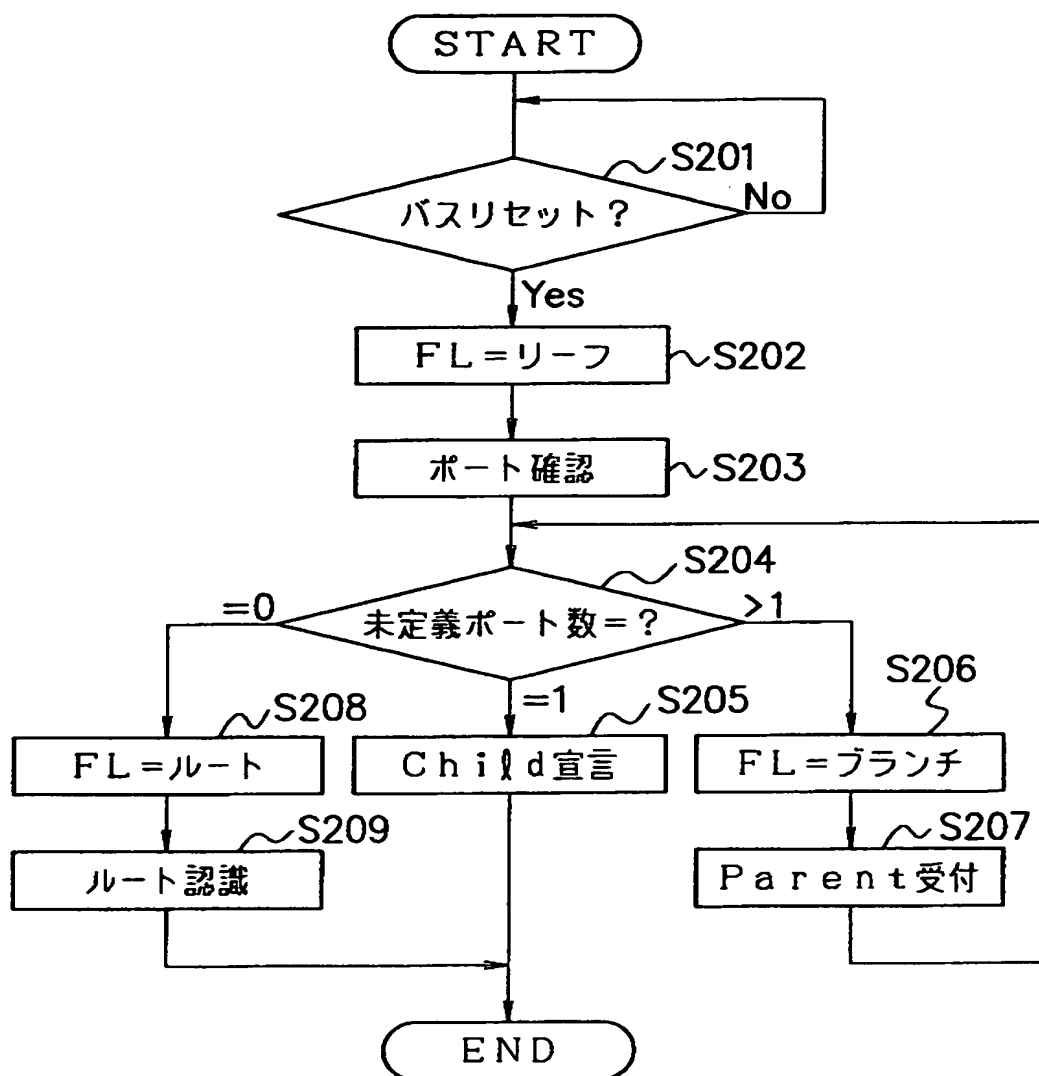 START
S201
バスリセット？
No
Yes
FL＝リーフ
S202
ポート確認
S203
S204
=0
未定義ポート数＝？
>1
=1
S208
S205
S206
FL＝ルート
Child宣言
FL＝ブランチ
S209
S207
ルート認識
Parent受付
END